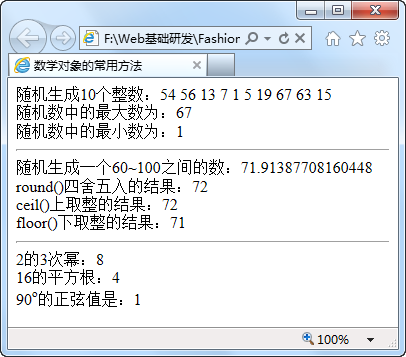 F:\Web基础研发\Fashior
数学对象的常用方法
随机生成10个整数：54 56 13 7 1 5 19 67 63 15
随机数中的最大数为：67
随机数中的最小数为：1
随机生成一个60~100之间的数：71.91387708160448
round()四舍五入的结果：72
ceil()上取整的结果：72
floor()下取整的结果：71
2的3次幂：8
16的平方根：4
90°的正弦值是：1
100%